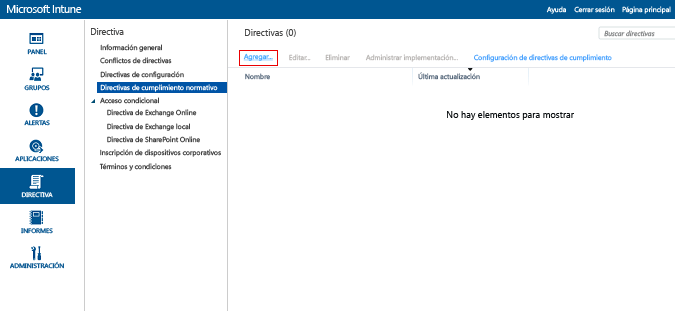 Microsoft Intune
Ayuda Cerrar sesión Página principal
PANEL
GRUPOS
ALERTAS
APLICACIONES
DIRECTIVA
INFORMES
ADMINISTRACIÓN
Directiva
Información general
Conflictos de directivas
Directivas de configuración
Directivas de cumplimiento normativo
Acceso condicional
Directiva de Exchange Online
Directiva de Exchange local
Directiva de SharePoint Online
Inscripción de dispositivos corporativos
Términos y condiciones
Directivas (0)
Buscar directivas
Agregar... Editar... Eliminar Administrar implementación... Configuración de directivas de cumplimiento
Nombre Última actualización
No hay elementos para mostrar